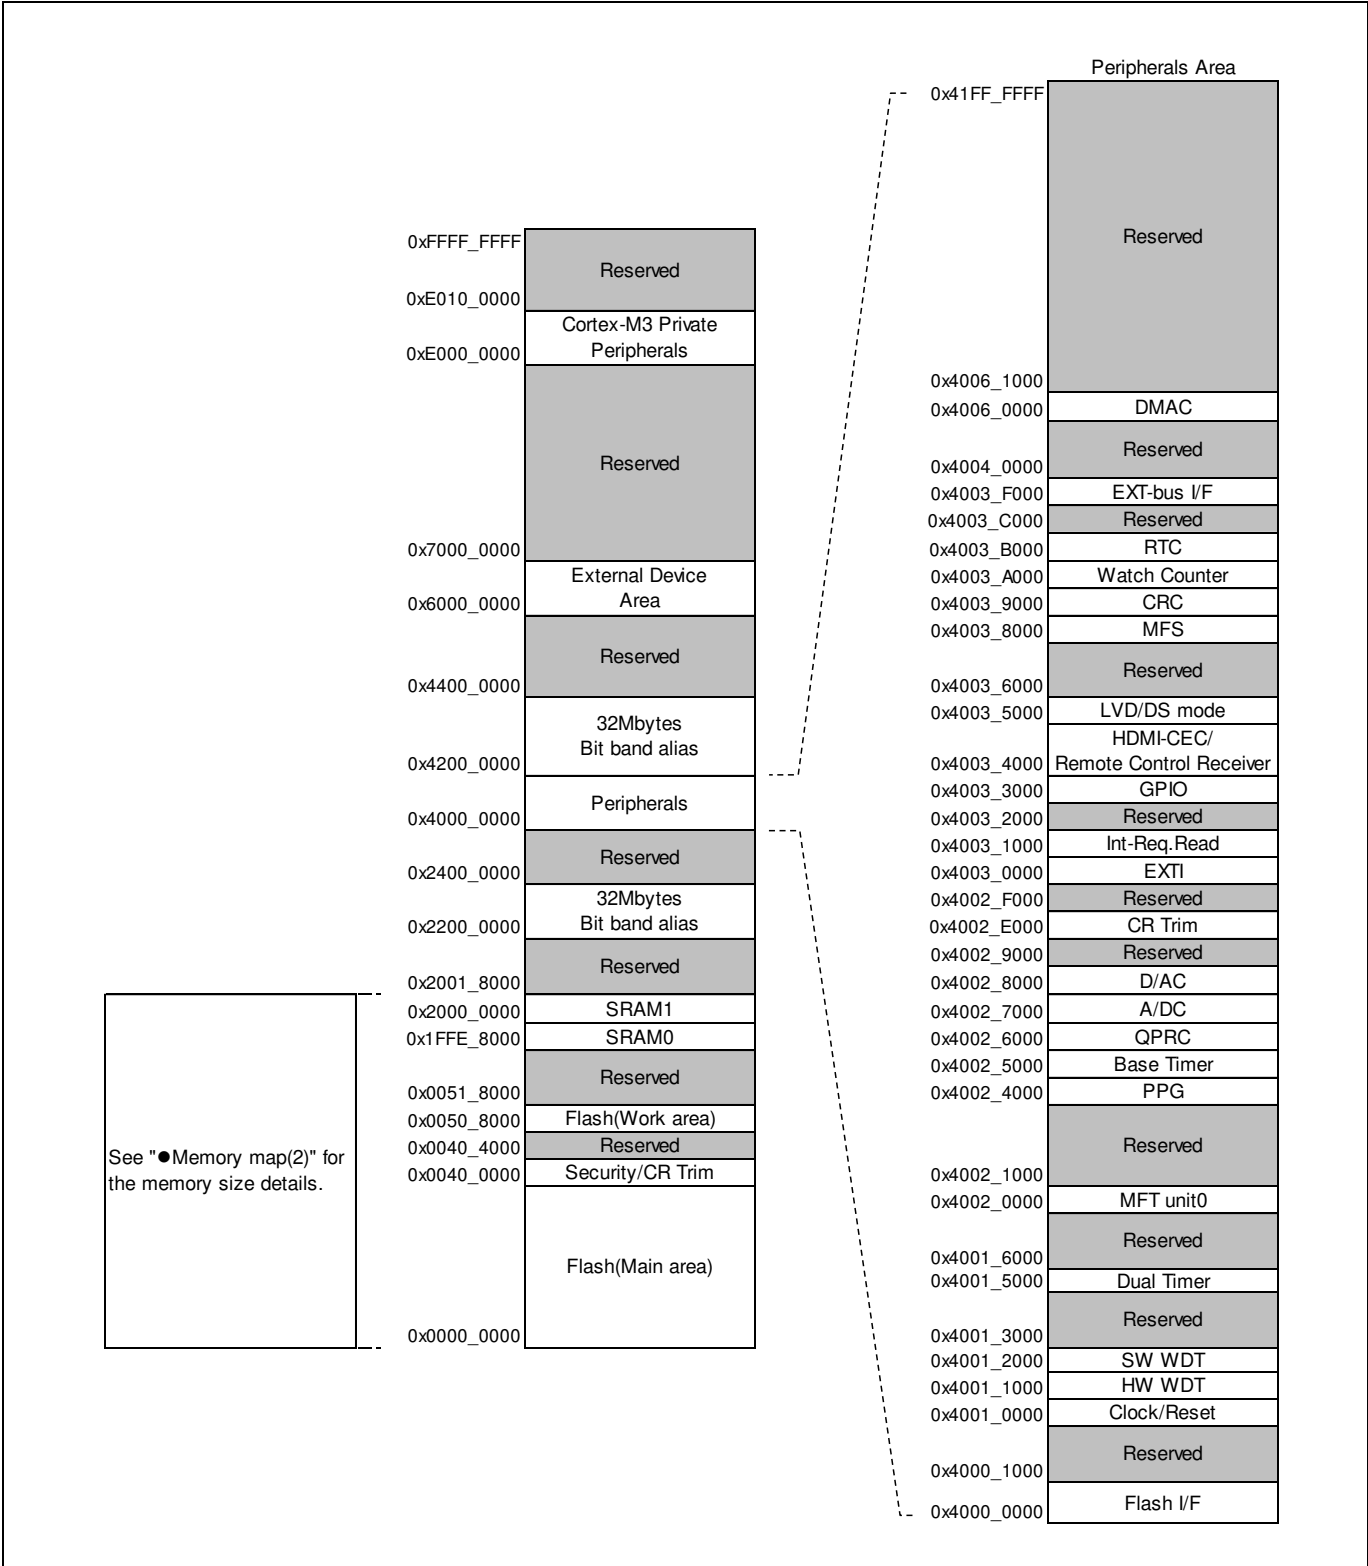 Peripherals Area
0x41FF_FFFF
Reserved
0x4006_1000
0x4006_0000 DMAC
Reserved
0x4004_0000
0x4003_F000 EXT-bus I/F
0x4003_C000 Reserved
0x4003_B000 RTC
0x4003_A000 Watch Counter
0x4003_9000 CRC
0x4003_8000 MFS
Reserved
0x4003_6000
0x4003_5000 LVD/DS mode
HDMI-CEC/
0x4003_4000 Remote Control Receiver
0x4003_3000 GPIO
0x4003_2000 Reserved
0x4003_1000 Int-Req.Read
0x4003_0000 EXTI
0x4002_F000 Reserved
0x4002_E000 CR Trim
0x4002_9000 Reserved
0x4002_8000 D/AC
0x4002_7000 A/DC
0x4002_6000 QPRC
0x4002_5000 Base Timer
0x4002_4000 PPG
Reserved
0x4002_1000
0x4002_0000 MFT unit0
Reserved
0x4001_6000
0x4001_5000 Dual Timer
Reserved
0x4001_3000
0x4001_2000 SW WDT
0x4001_1000 HW WDT
0x4001_0000 Clock/Reset
Reserved
0x4000_1000
0x4000_0000 Flash I/F
0xFFFF_FFFF
Reserved
0xE010_0000
Cortex-M3 Private
0xE000_0000 Peripherals
Reserved
0x7000_0000
External Device
0x6000_0000 Area
Reserved
0x4400_0000
32Mbytes
Bit band alias
0x4200_0000
Peripherals
0x4000_0000
Reserved
0x2400_0000
32Mbytes
0x2200_0000 Bit band alias
Reserved
0x2001_8000
0x2000_0000 SRAM1
0x1FFE_8000 SRAM0
Reserved
0x0051_8000
0x0050_8000 Flash(Work area)
0x0040_4000 Reserved
0x0040_0000 Security/CR Trim
Flash(Main area)
0x0000_0000
See "●Memory map(2)" for
the memory size details.